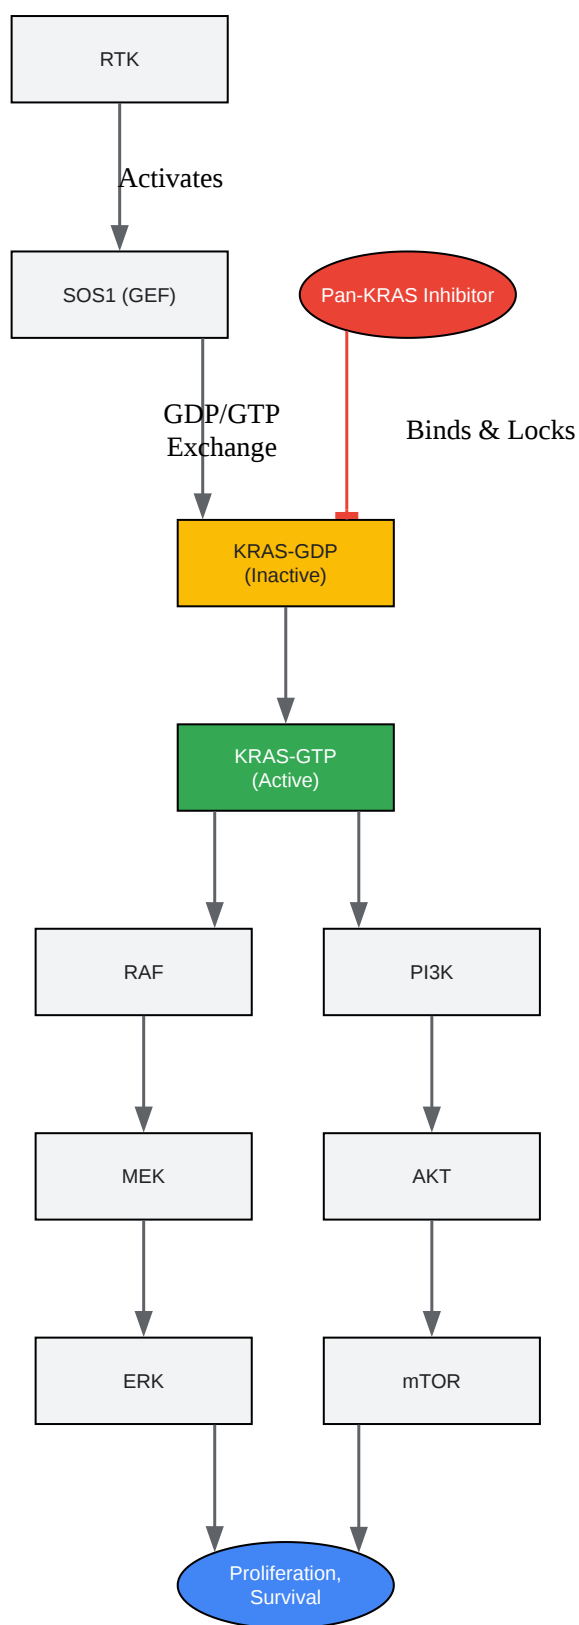 RTK
Activates
SOS1 (GEF)
Pan-KRAS Inhibitor
GDP/GTP
Exchange
Binds & Locks
KRAS-GDP
(Inactive)
KRAS-GTP
(Active)
RAF
PI3K
MEK
AKT
ERK
mTOR
Proliferation,
Survival